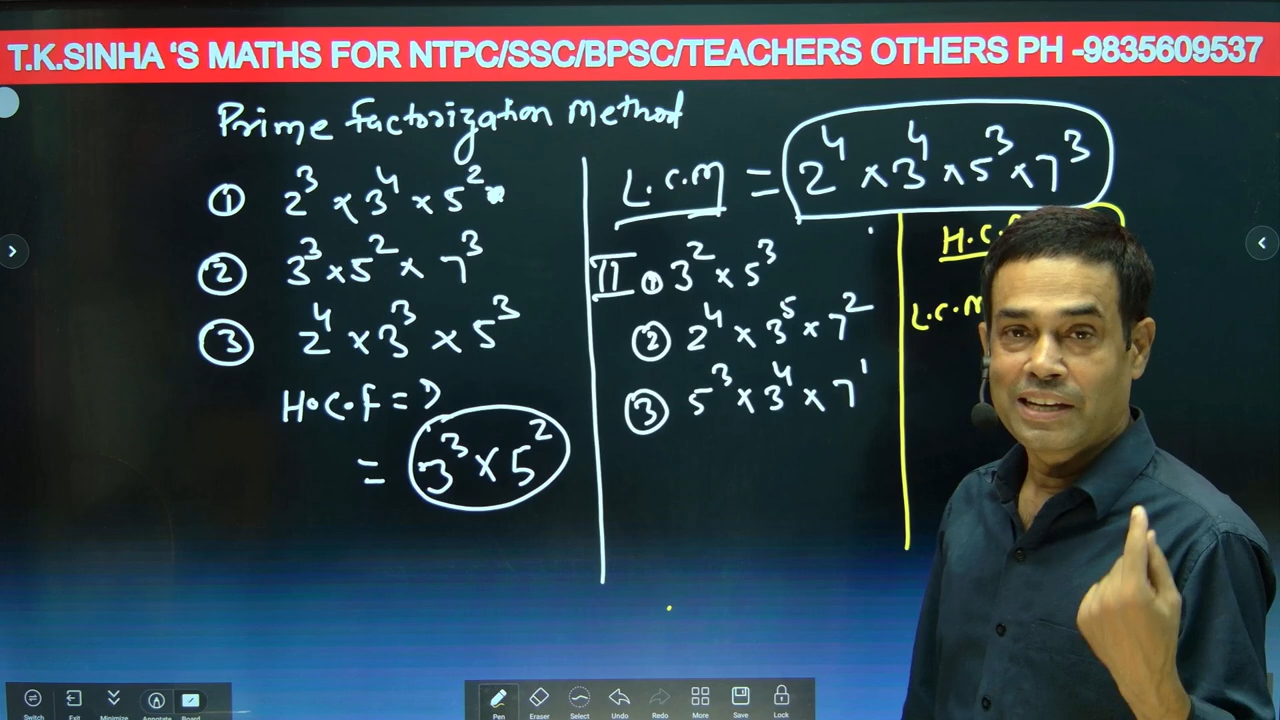 T.K.SINHA ‘S MATHS FOR NTPC/SSC/BPSC/TEACHERS OTHERS PH -9835609537
Prime Factorization Method
① 2³ × 3⁴ × 5²
② 3³ × 5² × 7³
③ 2⁴ × 3³ × 5³
H.C.F =>
= 3³ × 5²
L.C.M = 2⁴ × 3⁴ × 5³ × 7³
II ① 3² × 5³
② 2⁴ × 3⁵ × 7²
③ 5³ × 3⁴ × 7¹
H.C.
L.C.M
Switch Exit Minimize Annotate Board
Pen Eraser Select Undo Redo More Save Lock